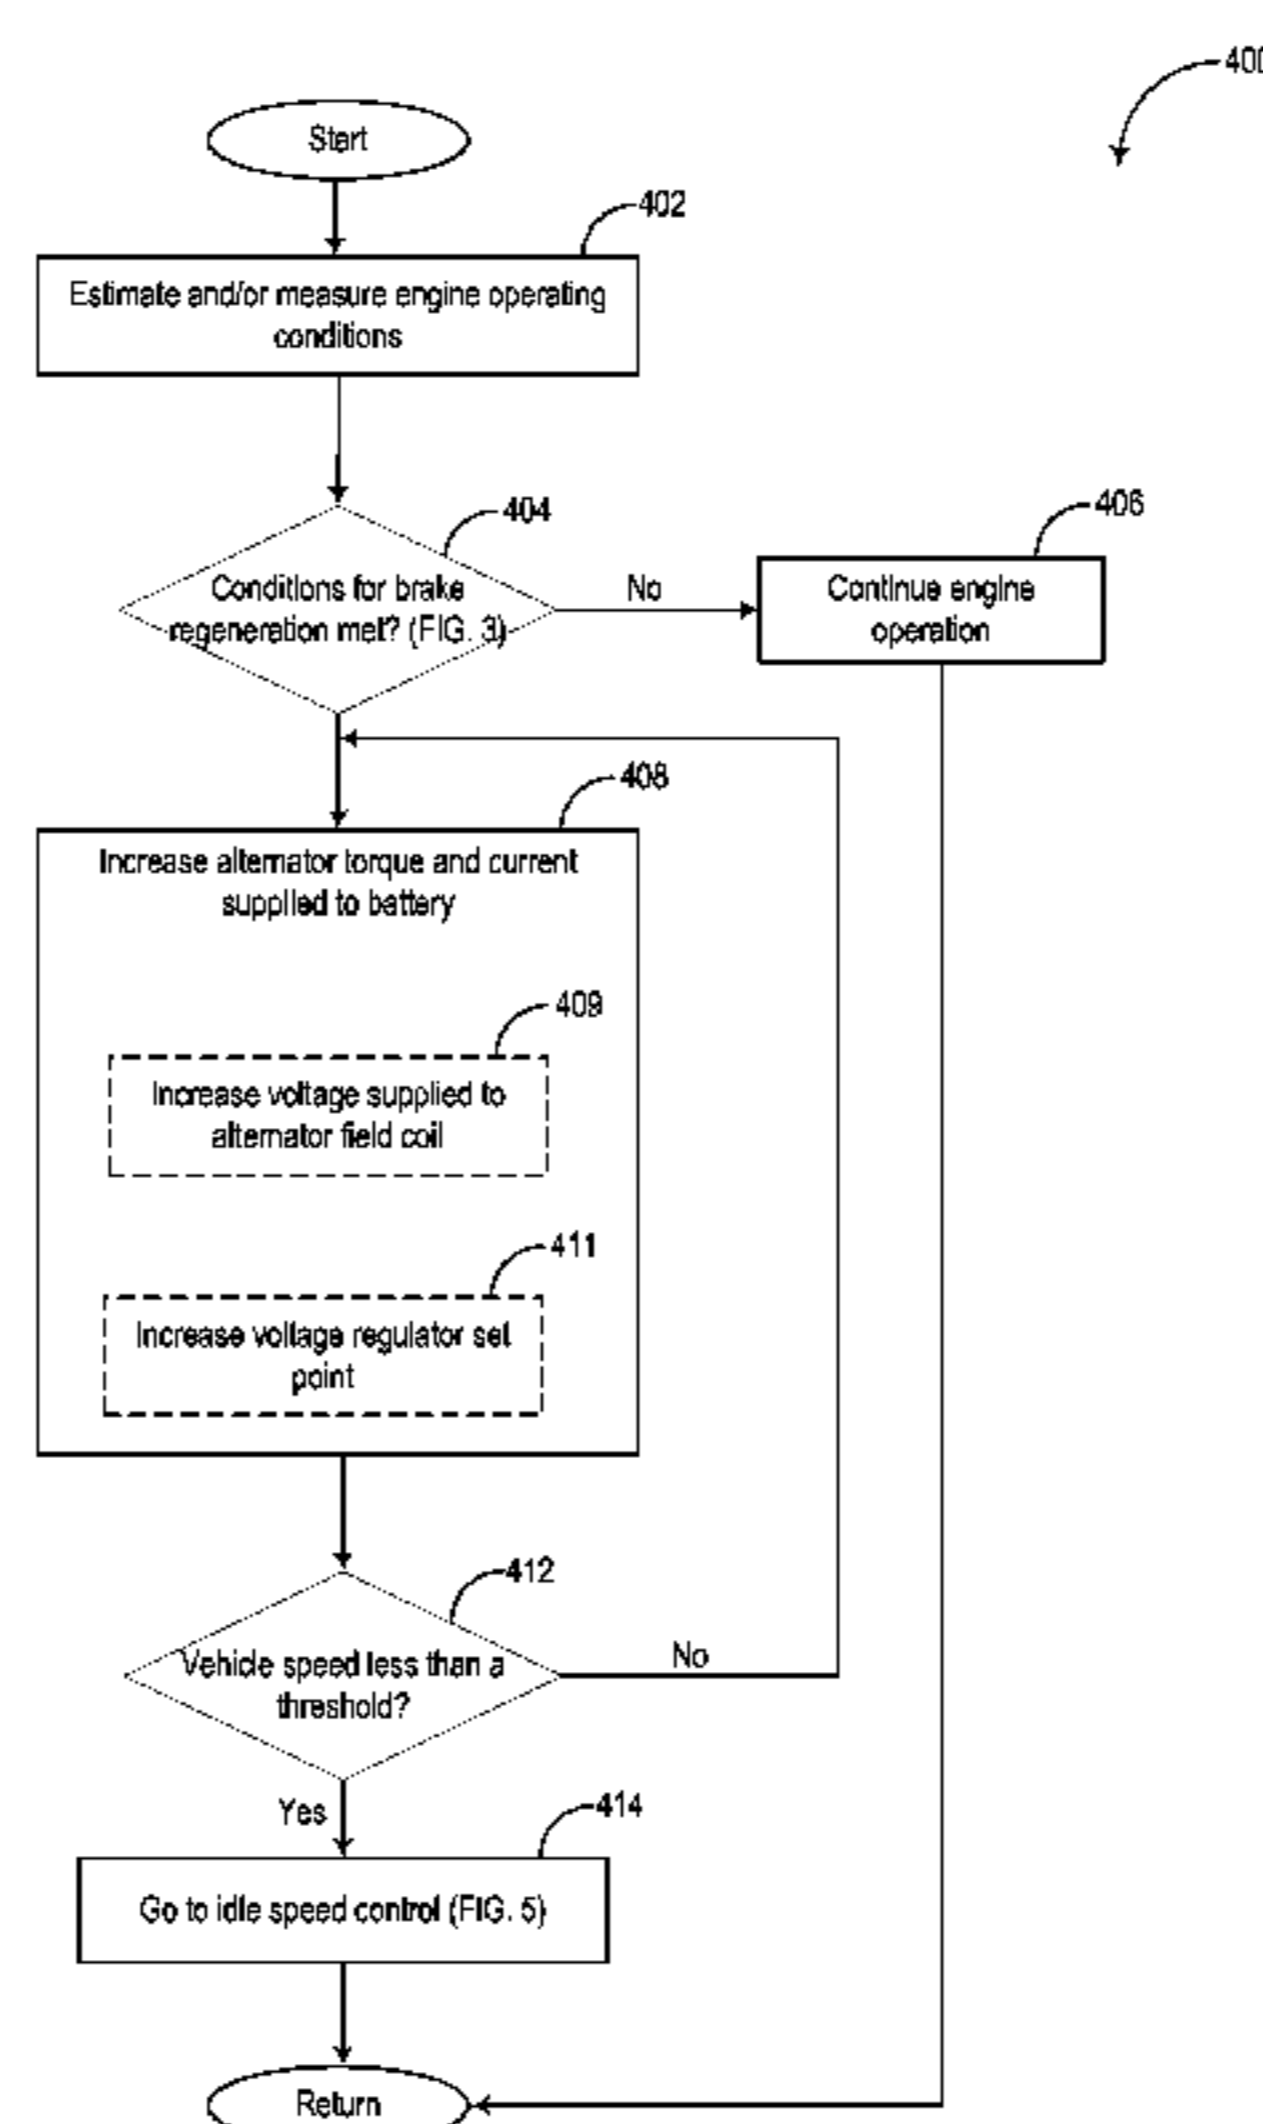 400
Start
402
Estimate and/or measure engine operating
conditions
404
Conditions for brake
regeneration met? (FIG. 3)
No
406
Continue engine
operation
408
Increase alternator torque and current
supplied to battery
409
Increase voltage supplied to
alternator field coil
411
Increase voltage regulator set
point
412
Vehicle speed less than a
threshold?
No
Yes
414
Go to idle speed control (FIG. 5)
Return